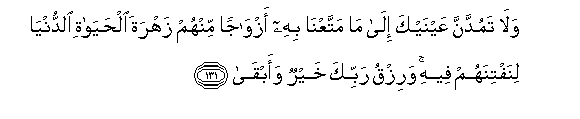 وَلَا تَمُدَّنَّ عَيْنَيْكَ إِلَىٰ مَا مَتَّعْنَا بِهِۦٓ أَزْوَٰجًا مِّنْهُمْ زَهْرَةَ ٱلْحَيَوٰةِ ٱلدُّنْيَا
لِنَفْتِنَهُمْ فِيهِ ۚ وَرِزْقُ رَبِّكَ خَيْرٌ وَأَبْقَىٰ ١٣١